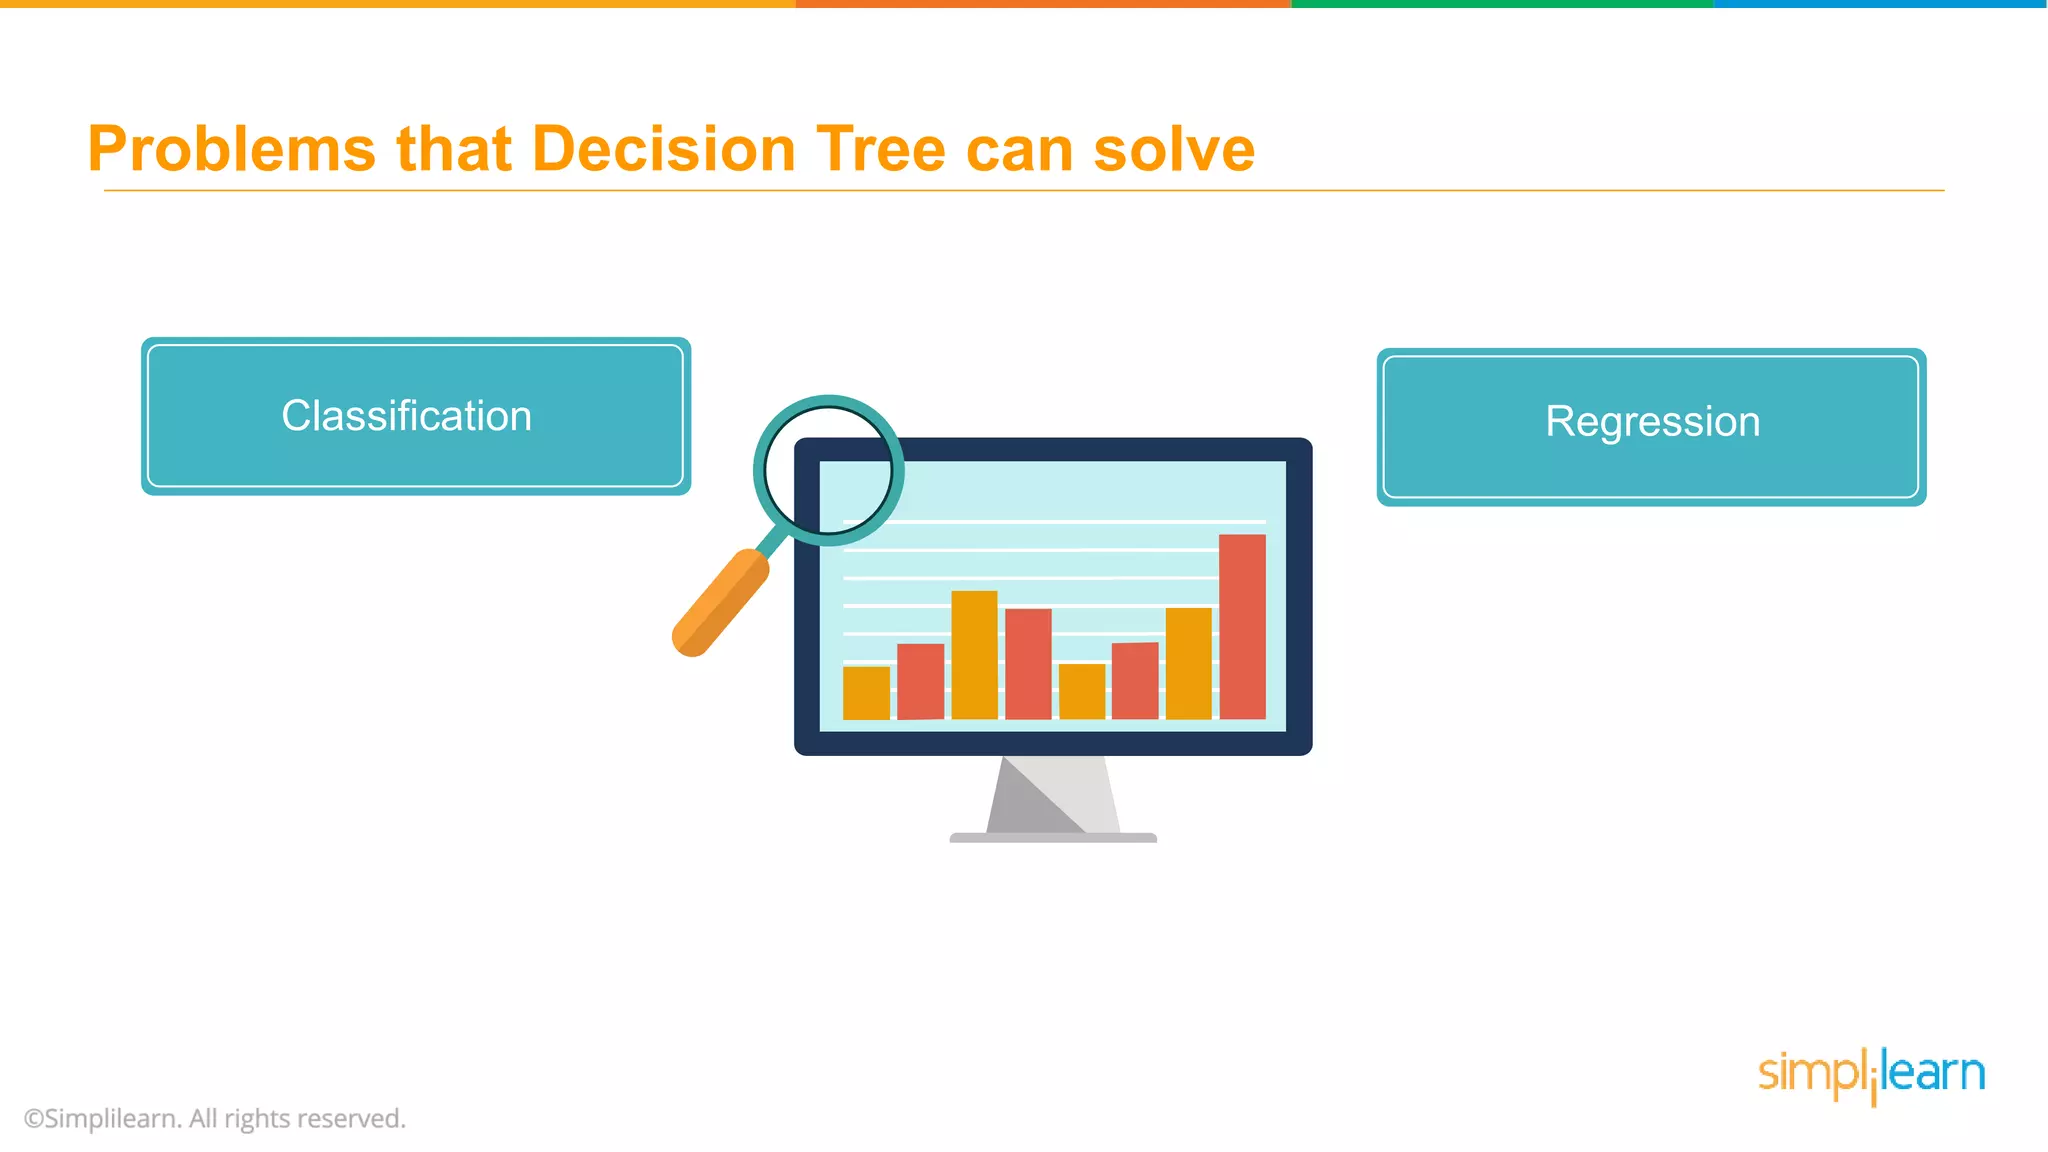 Problems that Decision Tree can solve
Classification
Regression
simplilearn
©Simplilearn. All rights reserved.